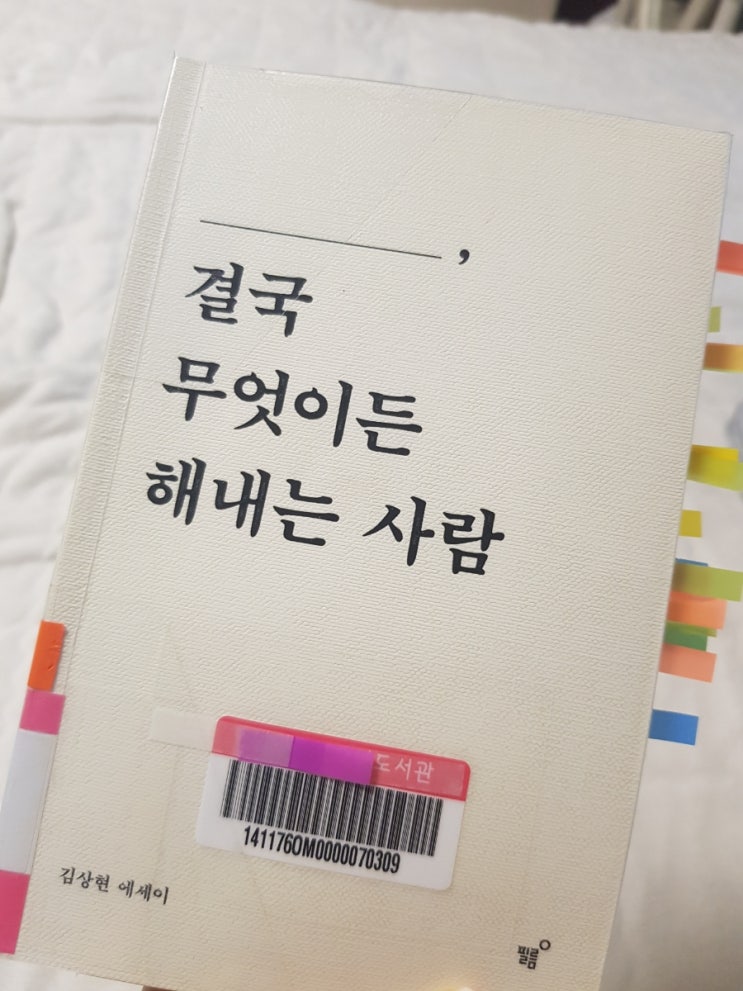 __________,
결국
무엇이든
해내는 사람
도서관
141176OM0000070309
김상현 에세이
필름